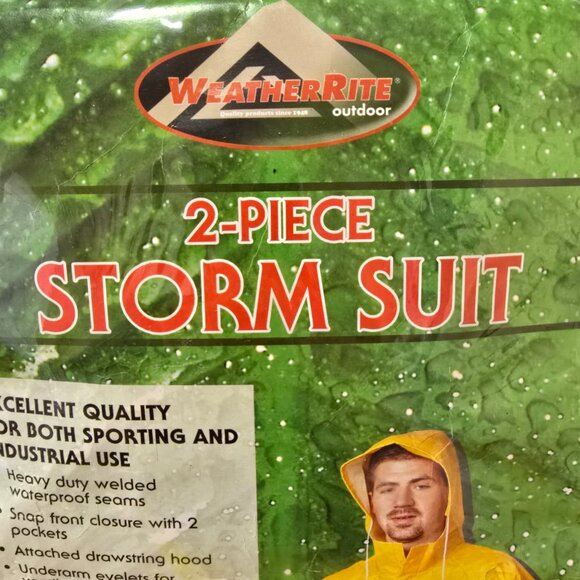 WEATHERRITE®
Quality products since 1948
outdoor
2-PIECE
STORM SUIT
XCELLENT QUALITY
OR BOTH SPORTING AND
NDUSTRIAL USE
Heavy duty welded
waterproof seams
• Snap front closure with 2
pockets
• Attached drawstring hood
• Underarm eyelets for